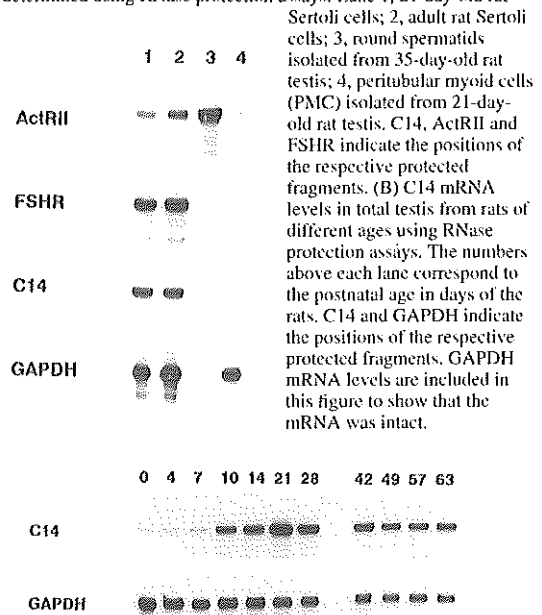 Sertoli cells; 2, adult rat Sertoli
cells; 3, round spermatids
isolated from 35-day-old rat
testis; 4, peritubular myoid cells
(PMC) isolated from 21-day-
old rat testis. C14, ActRII and
FSHR indicate the positions of
the respective protected
fragments. (B) C14 mRNA
levels in total testis from rats of
different ages using RNase
protection assays. The numbers
above each lane correspond to
the postnatal age in days of the
rats. C14 and GAPDH indicate
the positions of the respective
protected fragments. GAPDH
mRNA levels are included in
this figure to show that the
mRNA was intact.
1 2 3 4
ActRII
FSHR
C14
GAPDH
0 4 7 10 14 21 28 42 49 57 63
C14
GAPDH